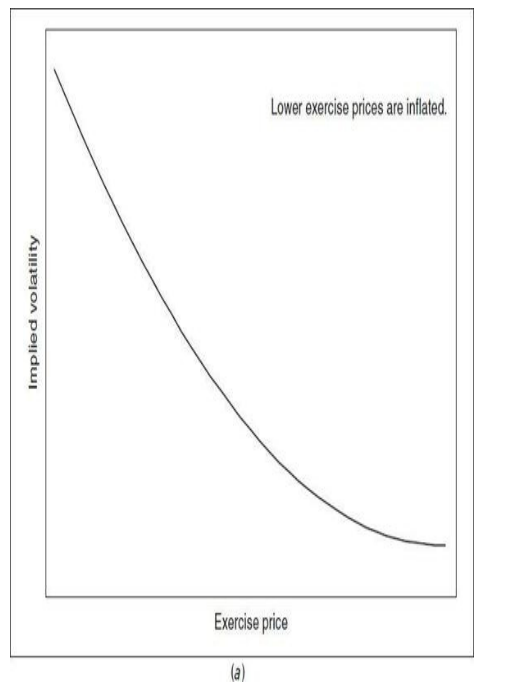 Lower exercise prices are inflated.
Implied volatility
Exercise price
(a)